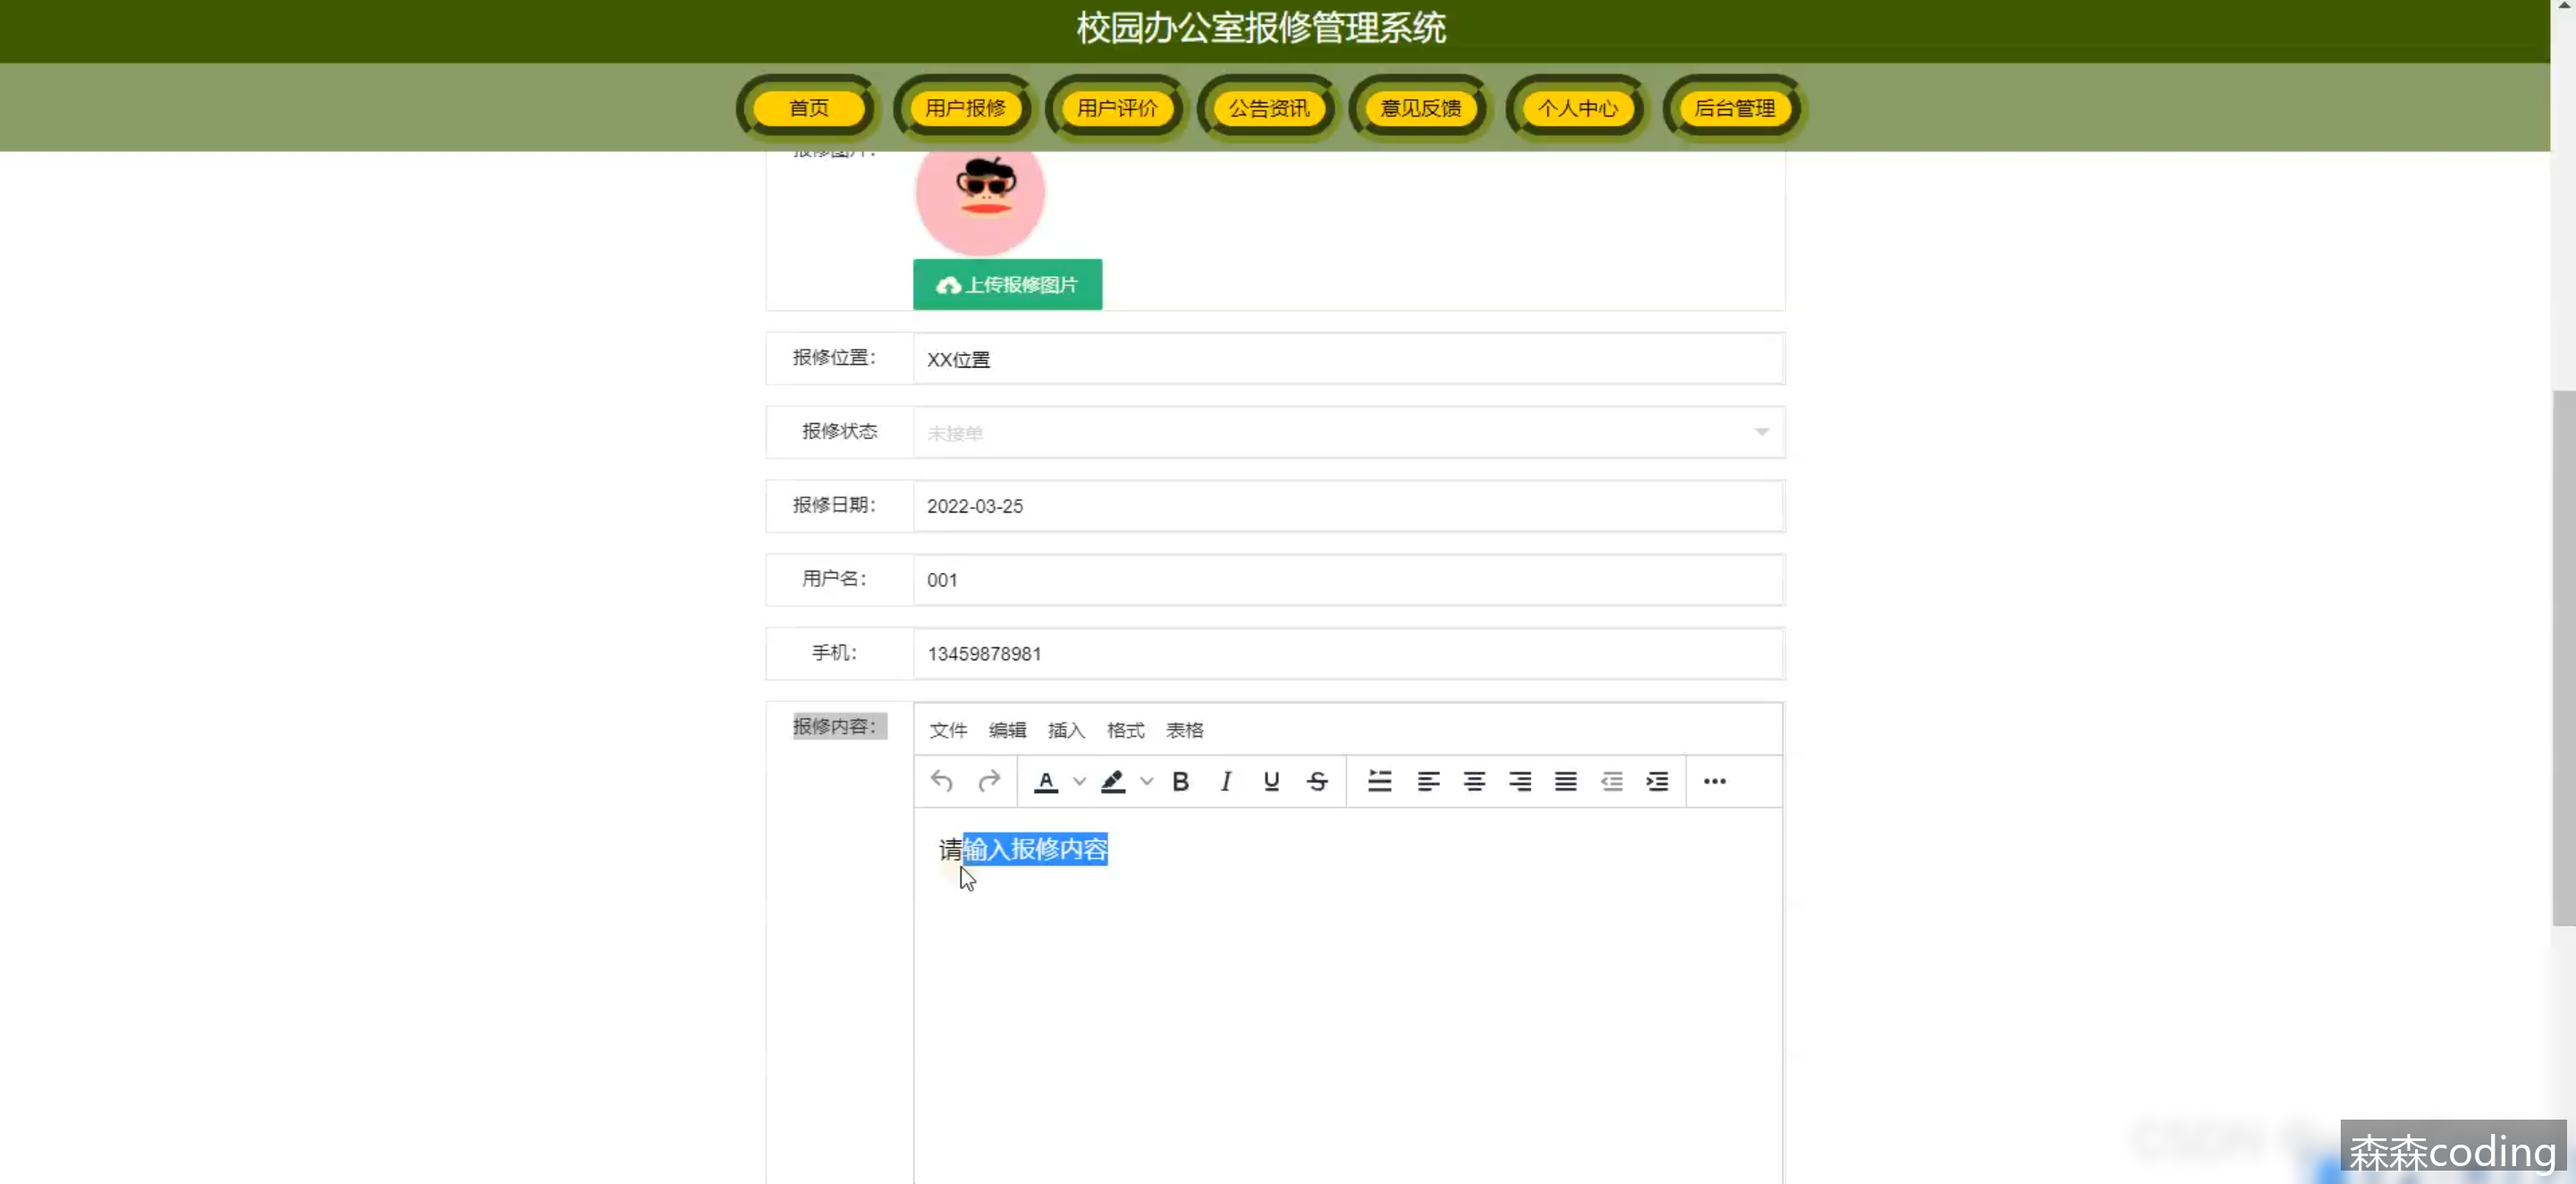 校园办公室报修管理系统
首页 用户报修 用户评价 公告资讯 意见反馈 个人中心 后台管理
报修图片：
上传报修图片
报修位置： XX位置
报修状态 未接单
报修日期： 2022-03-25
用户名： 001
手机： 13459878981
报修内容： 文件 编辑 插入 格式 表格
请输入报修内容
CSDN
森森coding